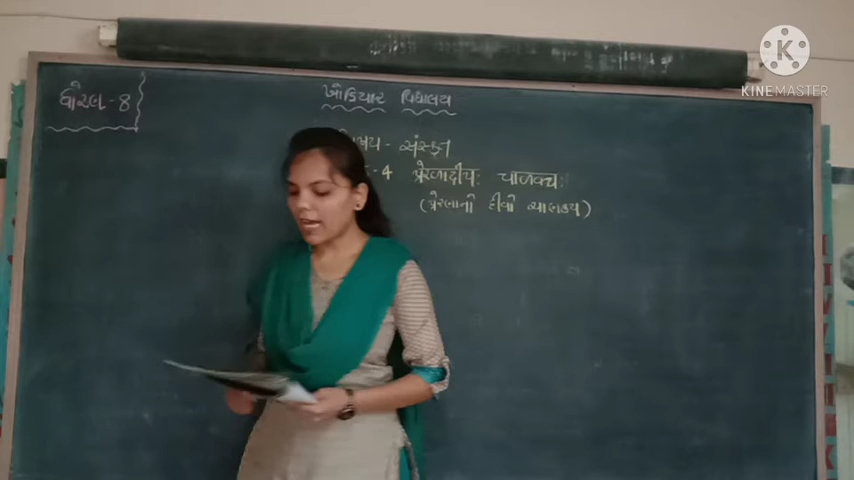 KINEMASTER
ધોરણ - 8
ખોડિયાર વિદ્યાલય
- સંસ્કૃત
- 4 પ્રેરણાદીપઃ ચાણક્યઃ
(પ્રેરણાનો દીવો ચાણક્ય)